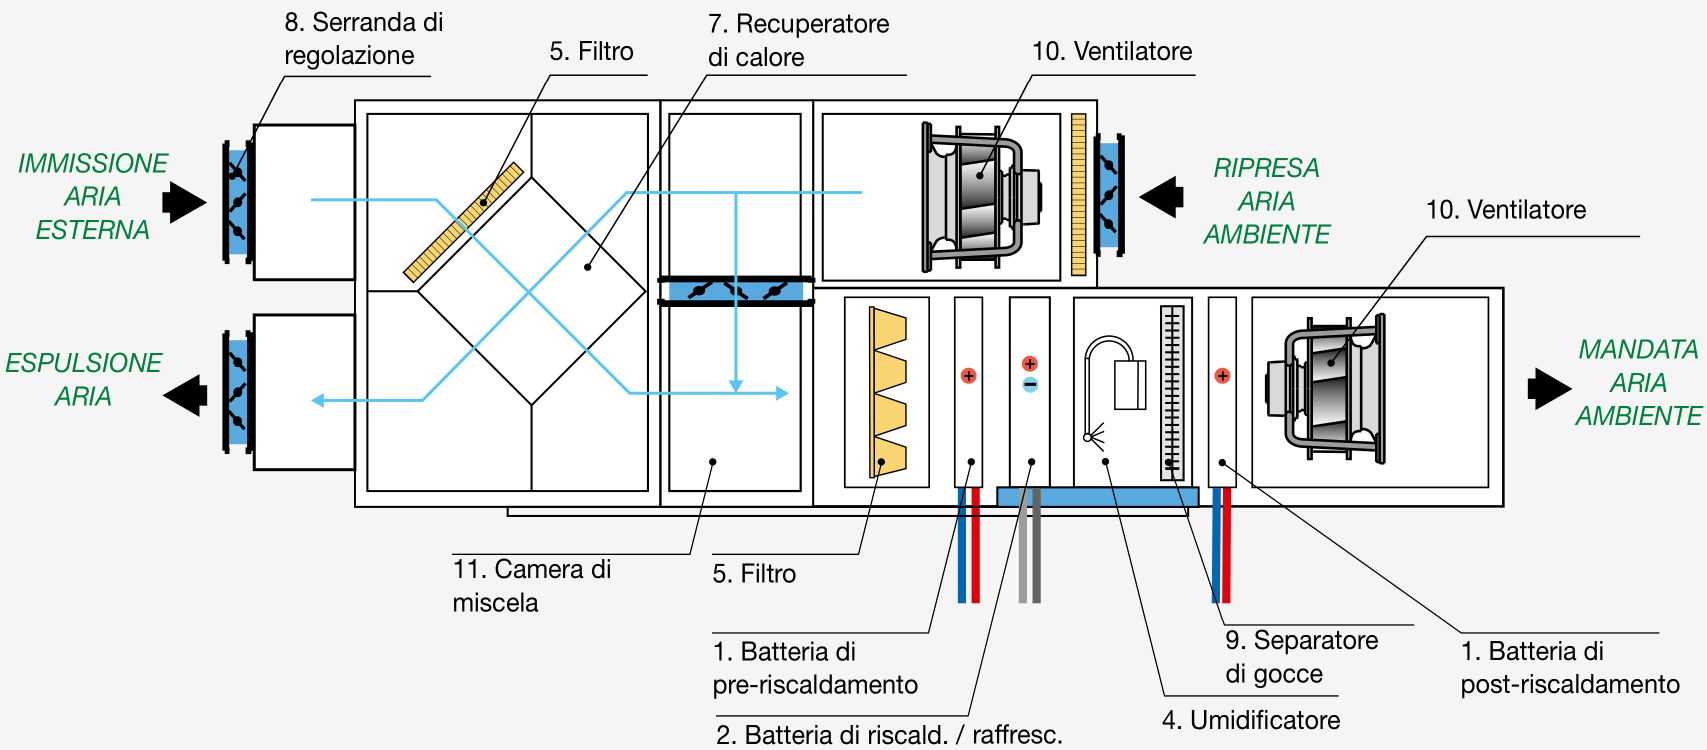 8. Serranda di
regolazione
5. Filtro
7. Recuperatore
di calore
10. Ventilatore
IMMISSIONE
ARIA
ESTERNA
RIPRESA
ARIA
AMBIENTE
10. Ventilatore
ESPULSIONE
ARIA
MANDATA
ARIA
AMBIENTE
11. Camera di
miscela
5. Filtro
1. Batteria di
pre-riscaldamento
2. Batteria di riscald. / raffresc.
9. Separatore
di gocce
4. Umidificatore
1. Batteria di
post-riscaldamento